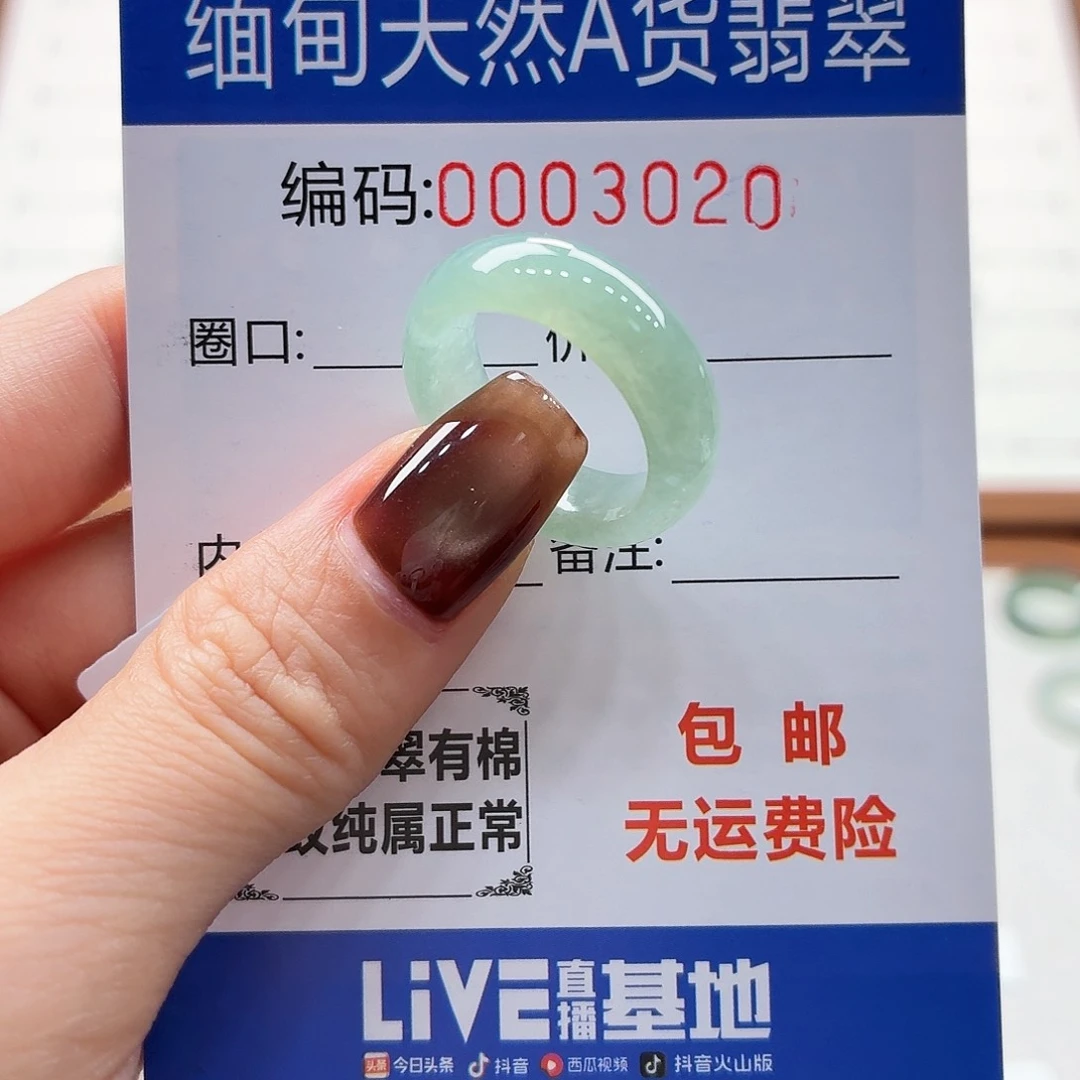 缅甸天然A货翡翠
编码:0003020
圈口:
备注:
翠有棉
纯属正常
包 邮
无运费险
LiVE直播基地
今日头条 抖音 西瓜视频 抖音火山版